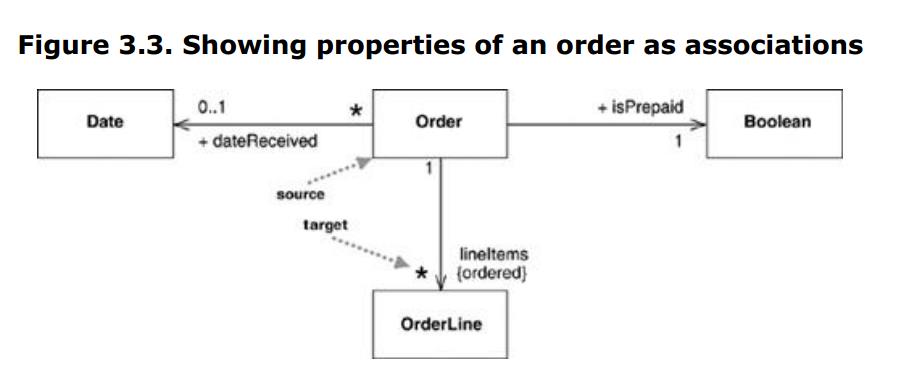 Figure 3.3. Showing properties of an order as associations
Date
0..1
*
+ dateReceived
Order
+ isPrepaid
1
Boolean
1
source
target
lineItems
*
{ordered}
OrderLine